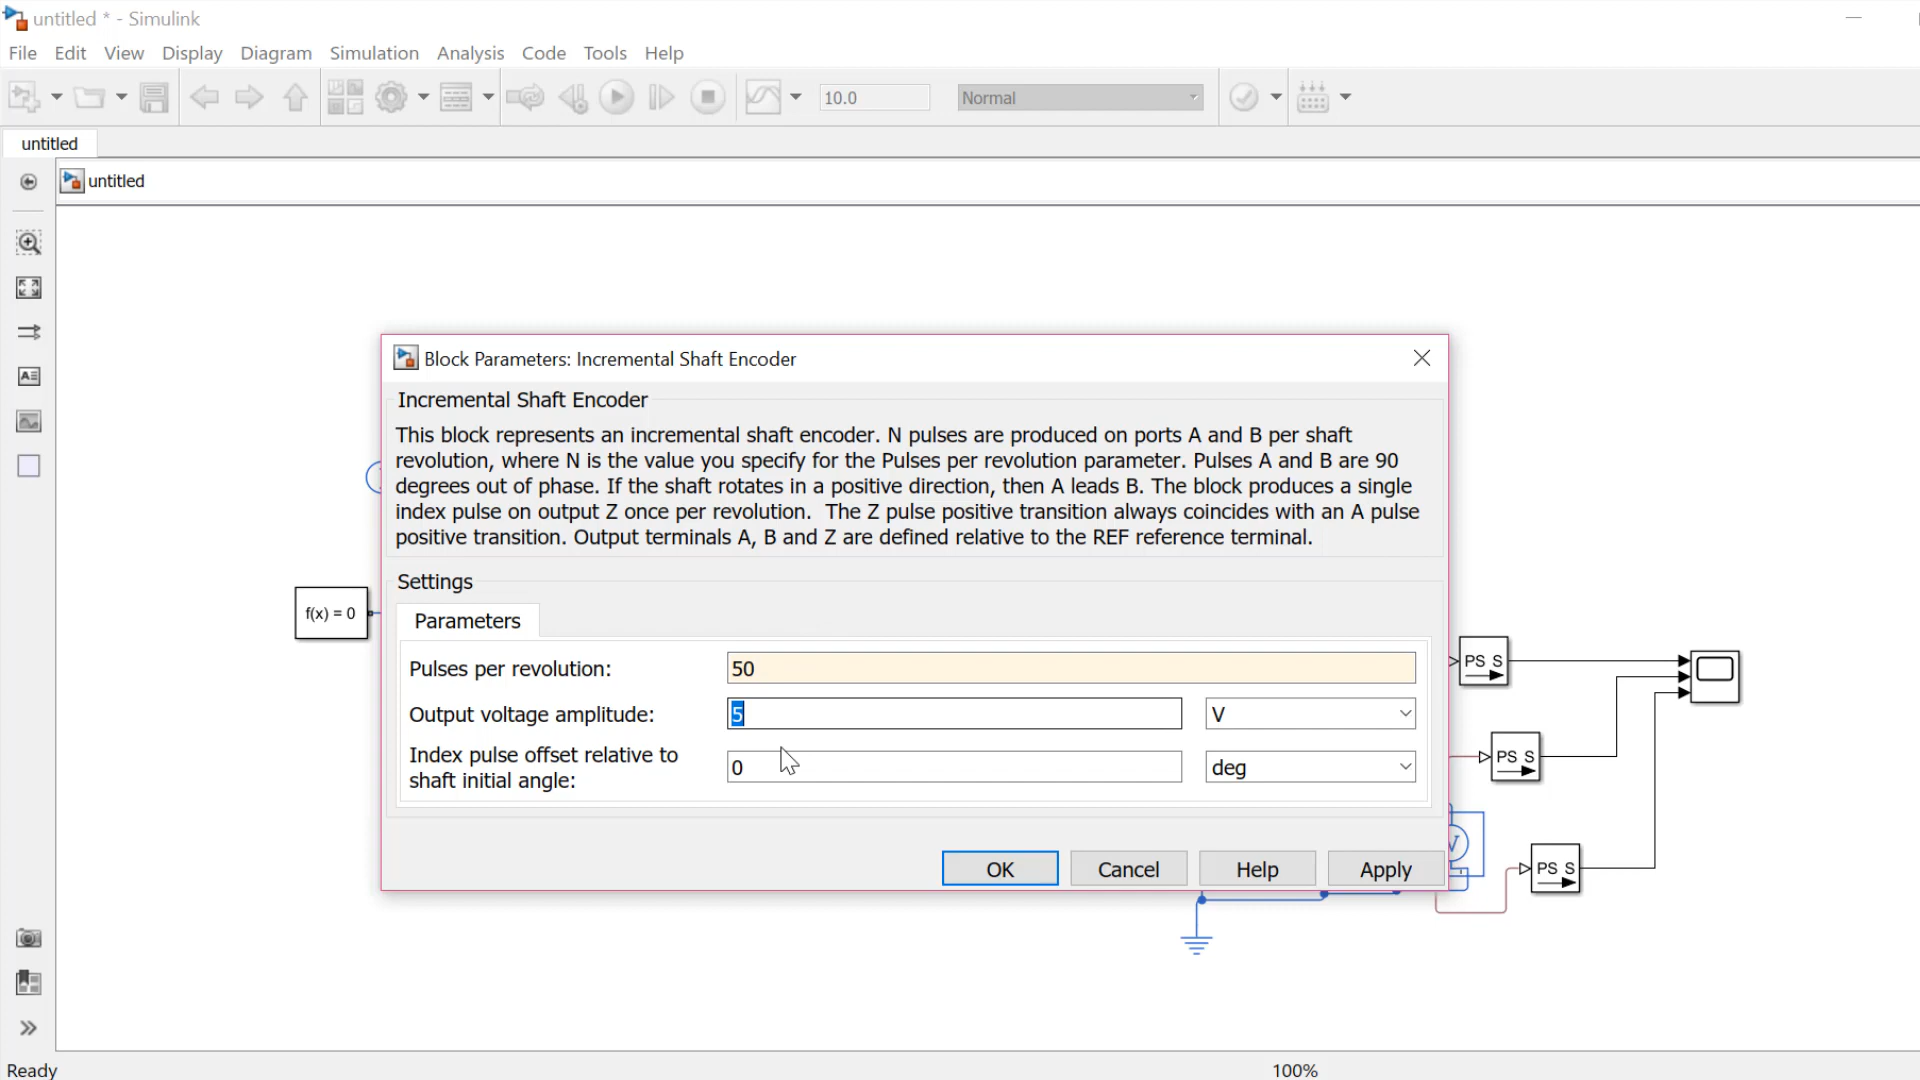 untitled * - Simulink
File Edit View Display Diagram Simulation Analysis Code Tools Help
10.0 Normal
untitled
untitled
Block Parameters: Incremental Shaft Encoder
Incremental Shaft Encoder
This block represents an incremental shaft encoder. N pulses are produced on ports A and B per shaft
revolution, where N is the value you specify for the Pulses per revolution parameter. Pulses A and B are 90
degrees out of phase. If the shaft rotates in a positive direction, then A leads B. The block produces a single
index pulse on output Z once per revolution.  The Z pulse positive transition always coincides with an A pulse
positive transition. Output terminals A, B and Z are defined relative to the REF reference terminal.
Settings
Parameters
f(x) = 0
Pulses per revolution: 50
PS S
Output voltage amplitude: 5 V
Index pulse offset relative to
shaft initial angle: 0 deg
PS S
V
PS S
OK Cancel Help Apply
Ready 100%